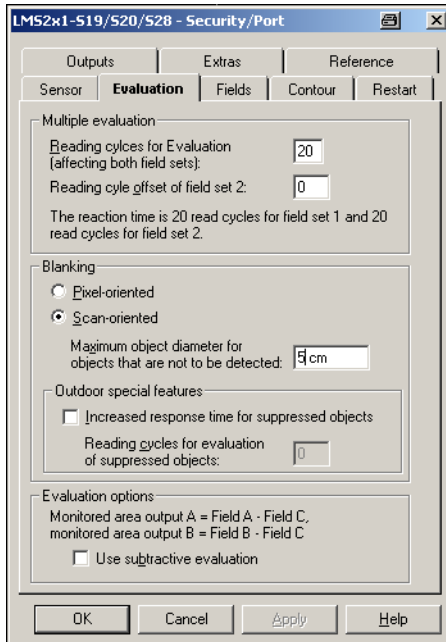 LMS2x1-S19/S20/S28 - Security/Port
Outputs
Extras
Reference
Sensor
Evaluation
Fields
Contour
Restart
Multiple evaluation
Reading cylces for Evaluation
(affecting both field sets):
20
Reading cyle offset of field set 2:
0
The reaction time is 20 read cycles for field set 1 and 20
read cycles for field set 2.
Blanking
Pixel-oriented
Scan-oriented
Maximum object diameter for
objects that are not to be detected:
5 cm
Outdoor special features
Increased response time for suppressed objects
Reading cycles for evaluation
of suppressed objects:
0
Evaluation options
Monitored area output A = Field A - Field C,
monitored area output B = Field B - Field C
Use subtractive evaluation
OK
Cancel
Apply
Help